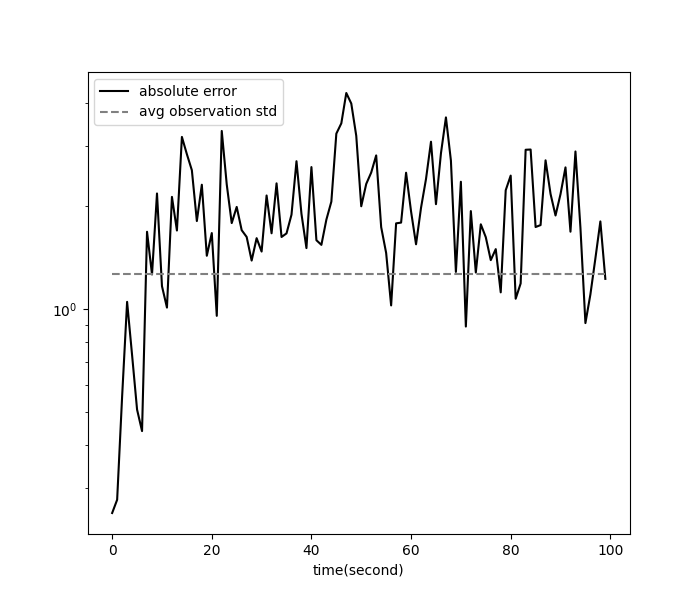 absolute error
avg observation std
10⁰
0
20
40
60
80
100
time(second)